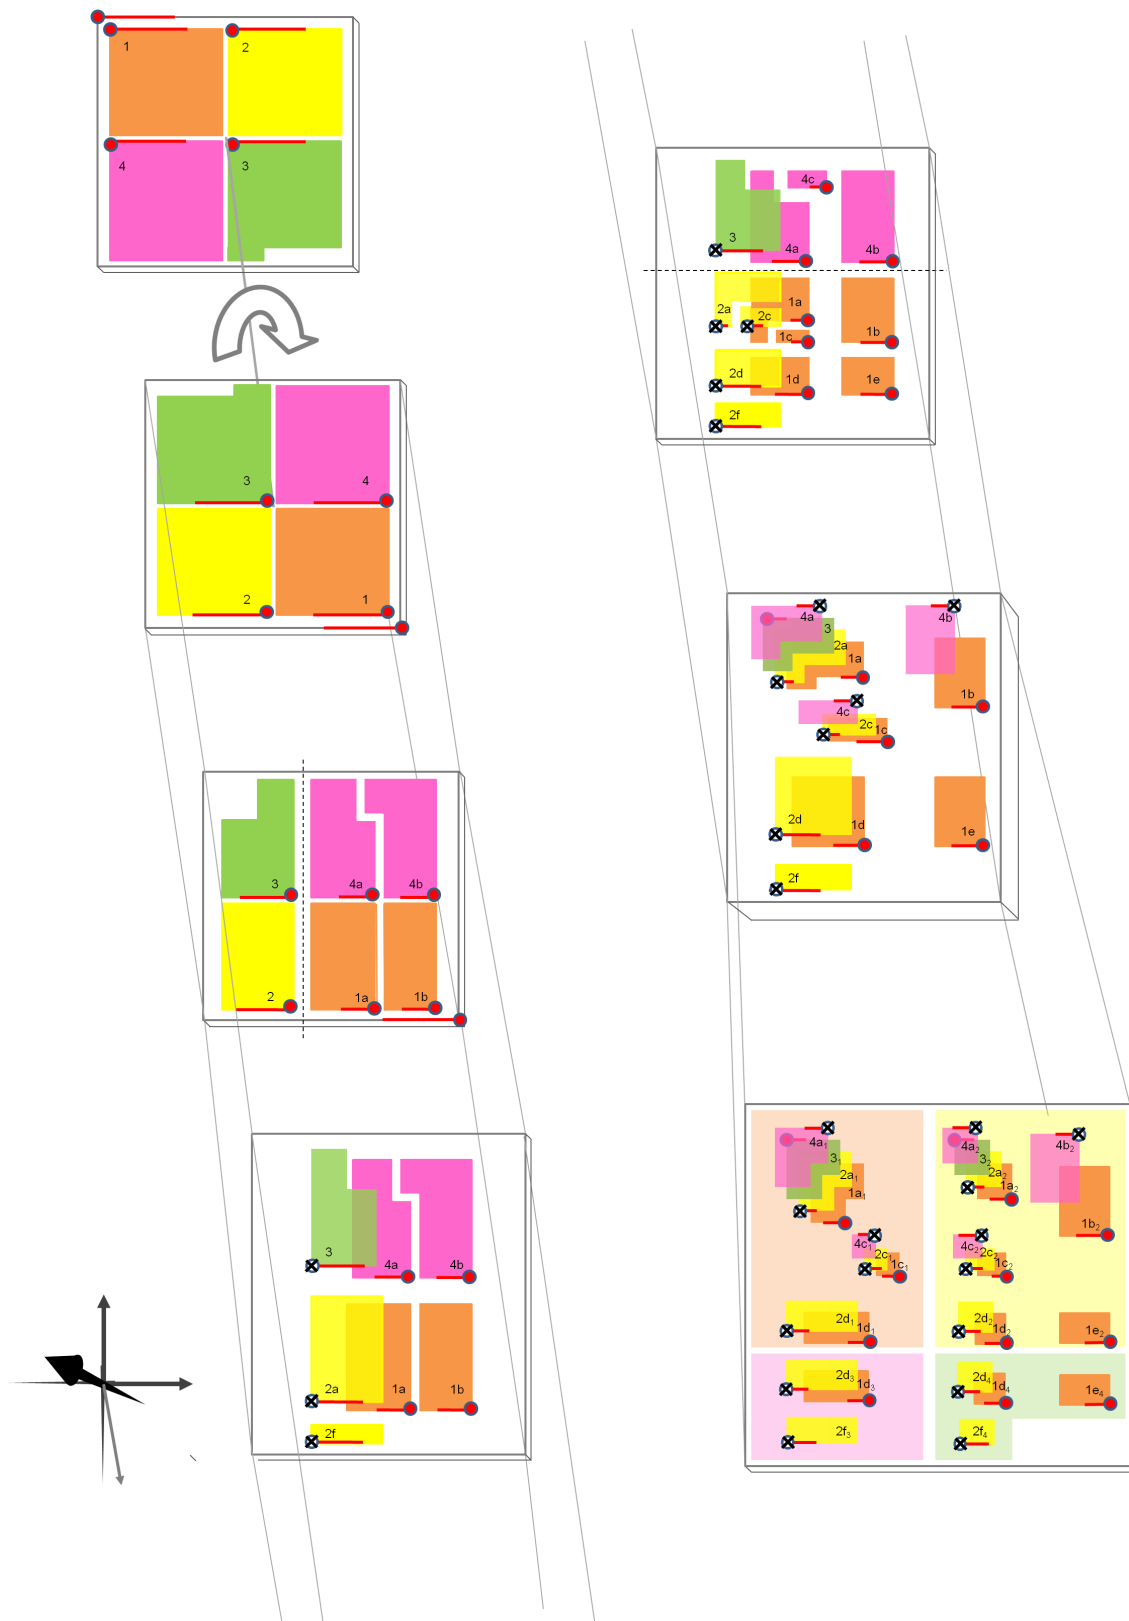 1
2
4
3
3
4
2
1
3
4a
4b
2
1a
1b
3
4a
4b
2a
1a
1b
2f
4c
3
4a
4b
2a
1a
2c
1b
1c
2d
1d
1e
2f
4a
3
2a
1a
4b
1b
4c
2c
1c
2d
1d
1e
2f
4a₁
3₁
2a₁
1a₁
4c₁
2c₁
1c₁
2d₁
1d₁
4a₂
3₂
2a₂
1a₂
4b₂
1b₂
4c₂
2c₂
1c₂
2d₂
1d₂
1e₂
2d₃
1d₃
2f₃
2d₄
1d₄
1e₄
2f₄